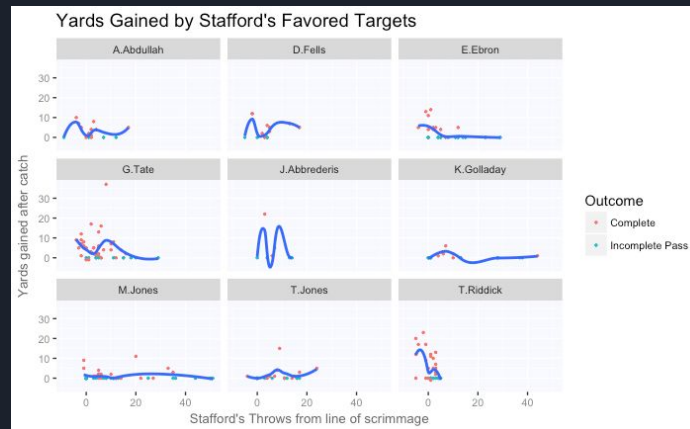 Yards Gained by Stafford's Favored Targets
A.Abdullah D.Fells E.Ebron
30
20
10
0
G.Tate J.Abbrederis K.Golladay
30
20
10
0
M.Jones T.Jones T.Riddick
30
20
10
0
0 20 40 0 20 40 0 20 40
Yards gained after catch
Stafford's Throws from line of scrimmage
Outcome
Complete
Incomplete Pass